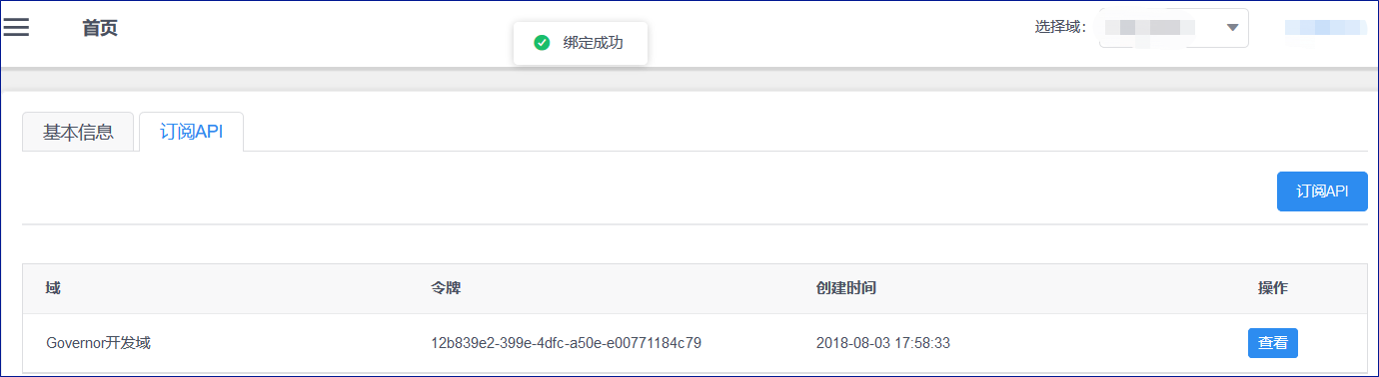 首页
绑定成功
选择域:
基本信息 订阅API
订阅API
域 令牌 创建时间 操作
Governor开发域 12b839e2-399e-4dfc-a50e-e00771184c79 2018-08-03 17:58:33 查看